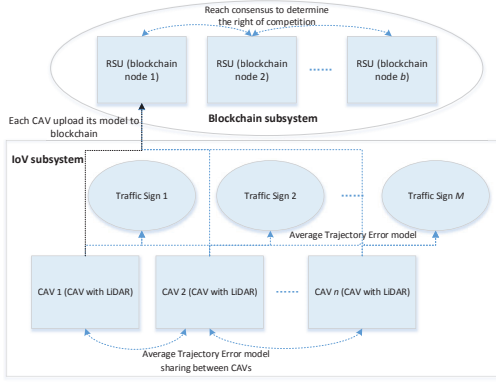 Reach consensus to determine
the right of competition
RSU (blockchain
node 1)
RSU (blockchain
node 2)
RSU (blockchain
node b)
Each CAV upload its model to
blockchain
Blockchain subsystem
IoV subsystem
Traffic Sign 1
Traffic Sign 2
Traffic Sign M
Average Trajectory Error model
CAV 1 (CAV with LiDAR)
CAV 2 (CAV with LiDAR)
CAV n (CAV with LiDAR)
Average Trajectory Error model
sharing between CAVs